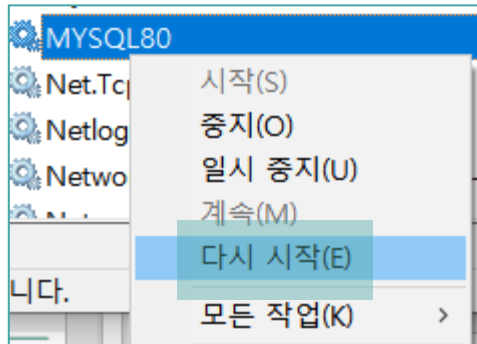 MYSQL80
Net.Tc
Netlog
Netwo
시작(S)
중지(O)
일시 중지(U)
계속(M)
다시 시작(E)
모든 작업(K)
니다.